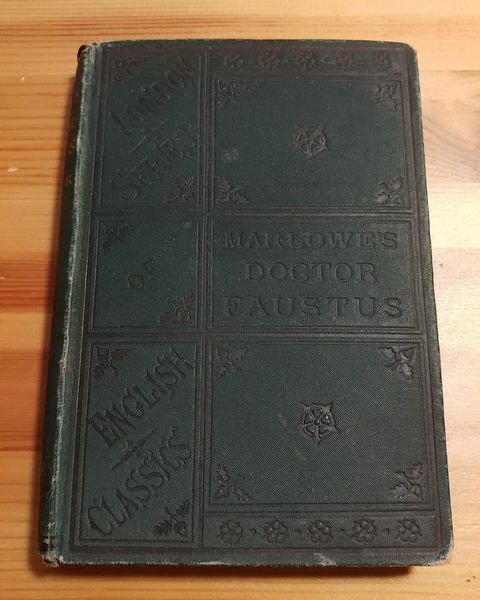 LONDON
SERIES
OF
ENGLISH
CLASSICS
MARLOWE'S
DOCTOR
FAUSTUS